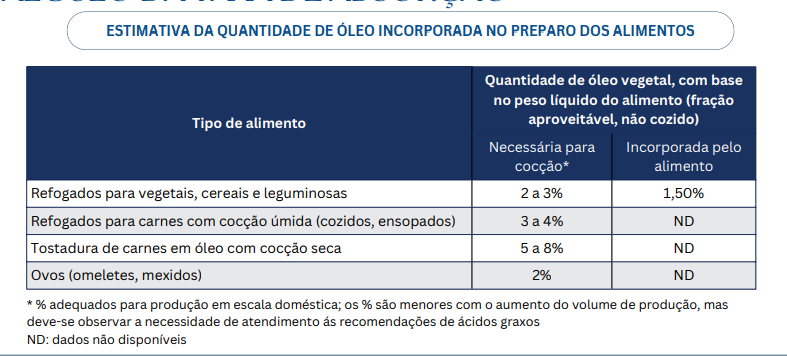 ESTIMATIVA DA QUANTIDADE DE ÓLEO INCORPORADA NO PREPARO DOS ALIMENTOS
Tipo de alimento
Quantidade de óleo vegetal, com base
no peso líquido do alimento (fração
aproveitável, não cozido)
Necessária para
cocção*
Incorporada pelo
alimento
Refogados para vegetais, cereais e leguminosas 2 a 3% 1,50%
Refogados para carnes com cocção úmida (cozidos, ensopados) 3 a 4% ND
Tostadura de carnes em óleo com cocção seca 5 a 8% ND
Ovos (omeletes, mexidos) 2% ND
* % adequados para produção em escala doméstica; os % são menores com o aumento do volume de produção, mas
deve-se observar a necessidade de atendimento ás recomendações de ácidos graxos
ND: dados não disponíveis